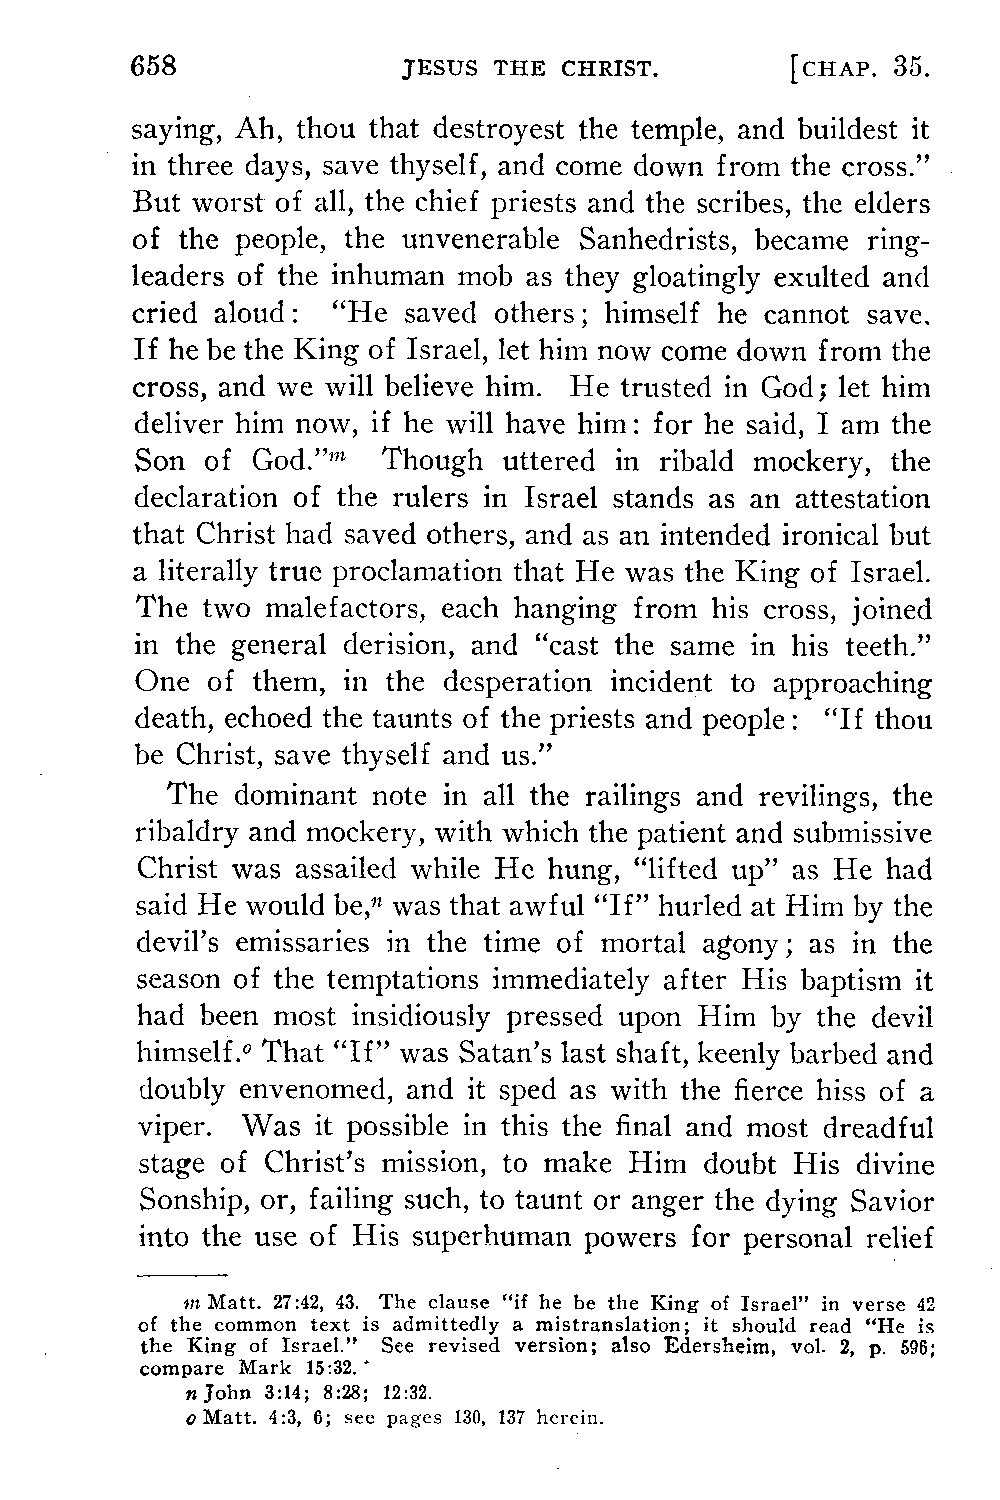 658 JESUS THE CHRIST. [CHAP. 35.
saying, Ah, thou that destroyest the temple, and buildest it
in three days, save thyself, and come down from the cross.”
But worst of all, the chief priests and the scribes, the elders
of the people, the unvenerable Sanhedrists, became ring-
leaders of the inhuman mob as they gloatingly exulted and
cried aloud: “He saved others; himself he cannot save.
If he be the King of Israel, let him now come down from the
cross, and we will believe him. He trusted in God; let him
deliver him now, if he will have him: for he said, I am the
Son of God.”m Though uttered in ribald mockery, the
declaration of the rulers in Israel stands as an attestation
that Christ had saved others, and as an intended ironical but
a literally true proclamation that He was the King of Israel.
The two malefactors, each hanging from his cross, joined
in the general derision, and “cast the same in his teeth.”
One of them, in the desperation incident to approaching
death, echoed the taunts of the priests and people: “If thou
be Christ, save thyself and us.”
The dominant note in all the railings and revilings, the
ribaldry and mockery, with which the patient and submissive
Christ was assailed while He hung, “lifted up” as He had
said He would be,n was that awful “If” hurled at Him by the
devil’s emissaries in the time of mortal agony; as in the
season of the temptations immediately after His baptism it
had been most insidiously pressed upon Him by the devil
himself.o That “If” was Satan’s last shaft, keenly barbed and
doubly envenomed, and it sped as with the fierce hiss of a
viper. Was it possible in this the final and most dreadful
stage of Christ’s mission, to make Him doubt His divine
Sonship, or, failing such, to taunt or anger the dying Savior
into the use of His superhuman powers for personal relief
m Matt. 27:42, 43. The clause “if he be the King of Israel” in verse 42
of the common text is admittedly a mistranslation; it should read “He is
the King of Israel.” See revised version; also Edersheim, vol. 2, p. 596;
compare Mark 15:32.
n John 3:14; 8:28; 12:32.
o Matt. 4:3, 6; see pages 130, 137 herein.